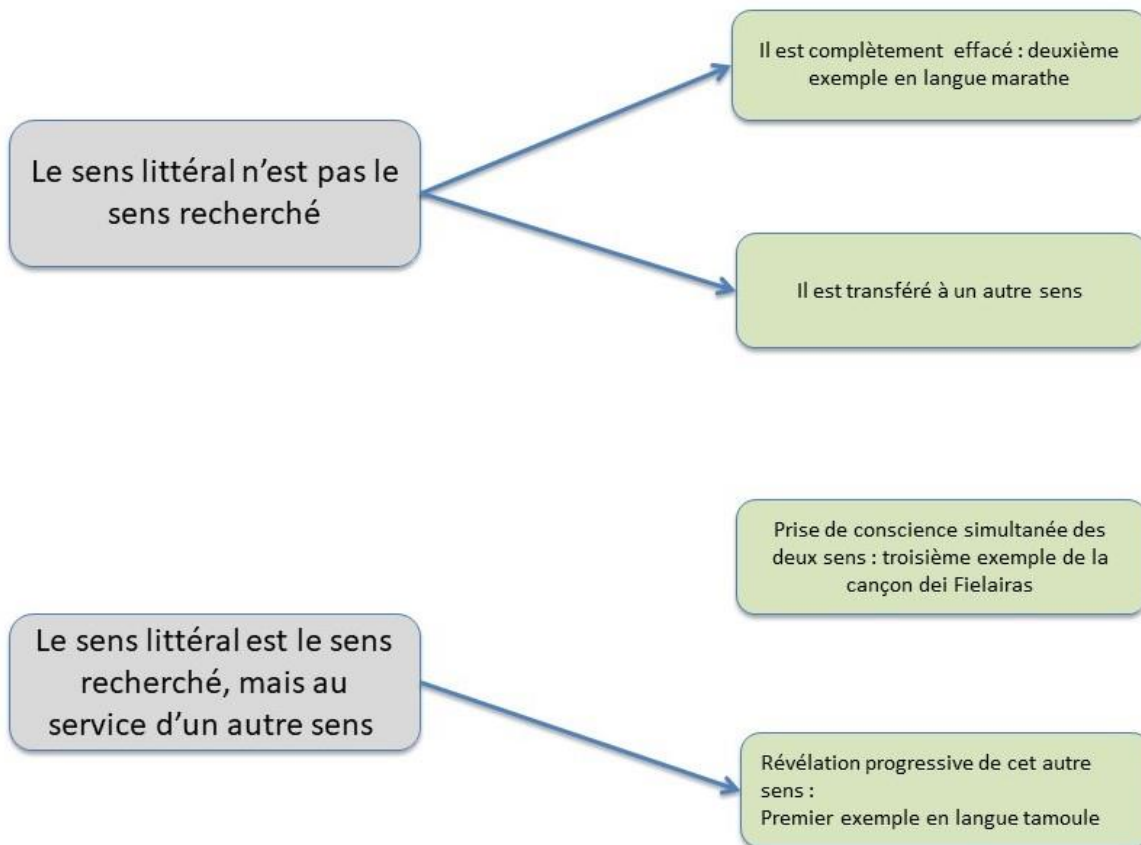 Il est complètement effacé : deuxième
exemple en langue marathe
Le sens littéral n’est pas le
sens recherché
Il est transféré à un autre sens
Prise de conscience simultanée des
deux sens : troisième exemple de la
cançon dei Fielairas
Le sens littéral est le sens
recherché, mais au
service d’un autre sens
Révélation progressive de cet autre
sens :
Premier exemple en langue tamoule